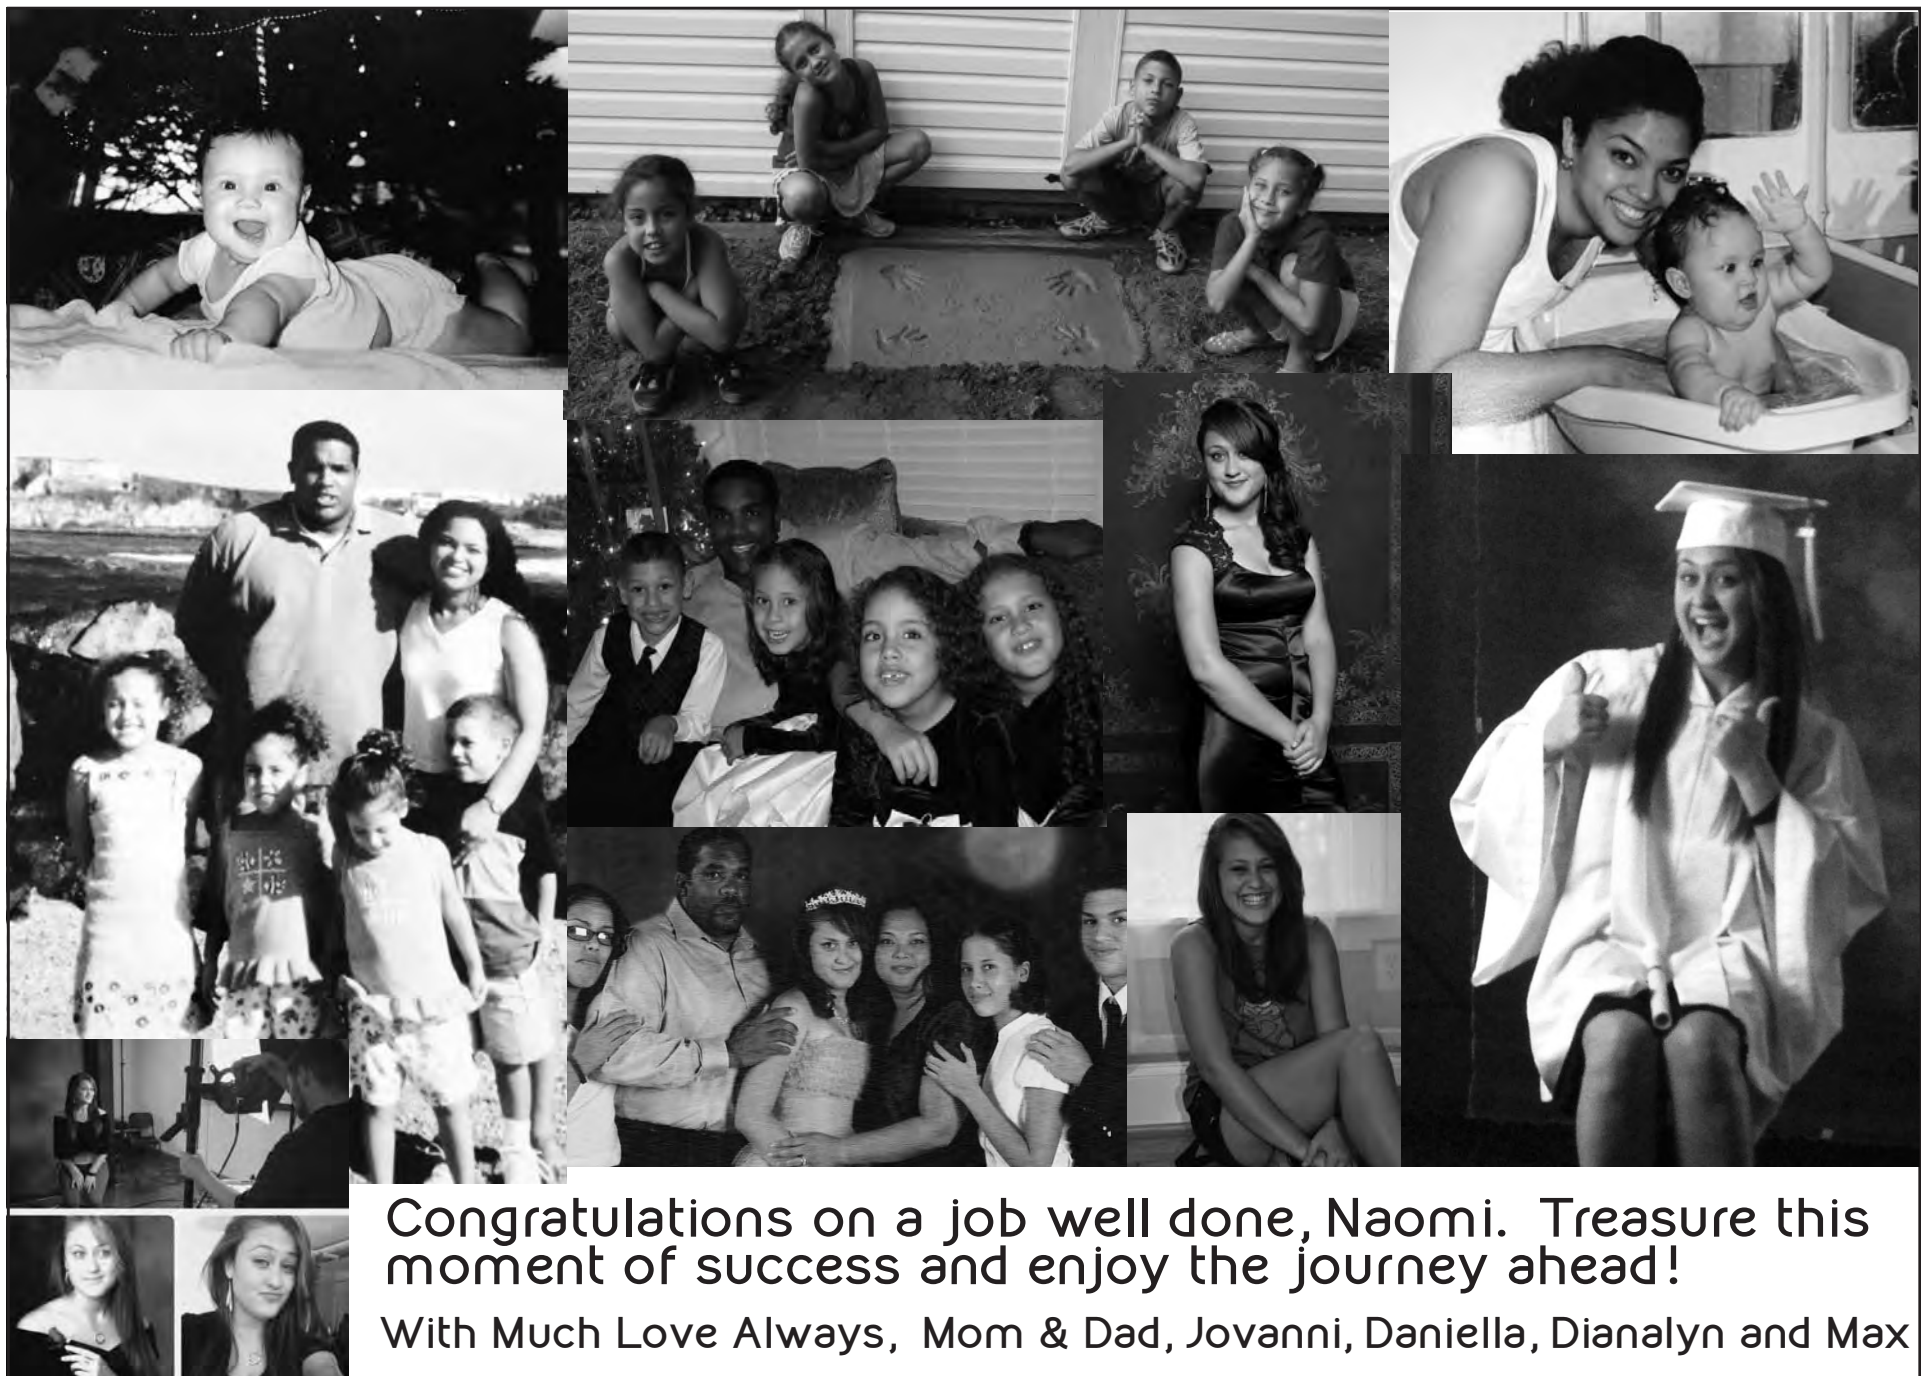 Congratulations on a job well done, Naomi.  Treasure this
moment of success and enjoy the journey ahead!
With Much Love Always,  Mom & Dad, Jovanni, Daniella, Dianalyn and Max